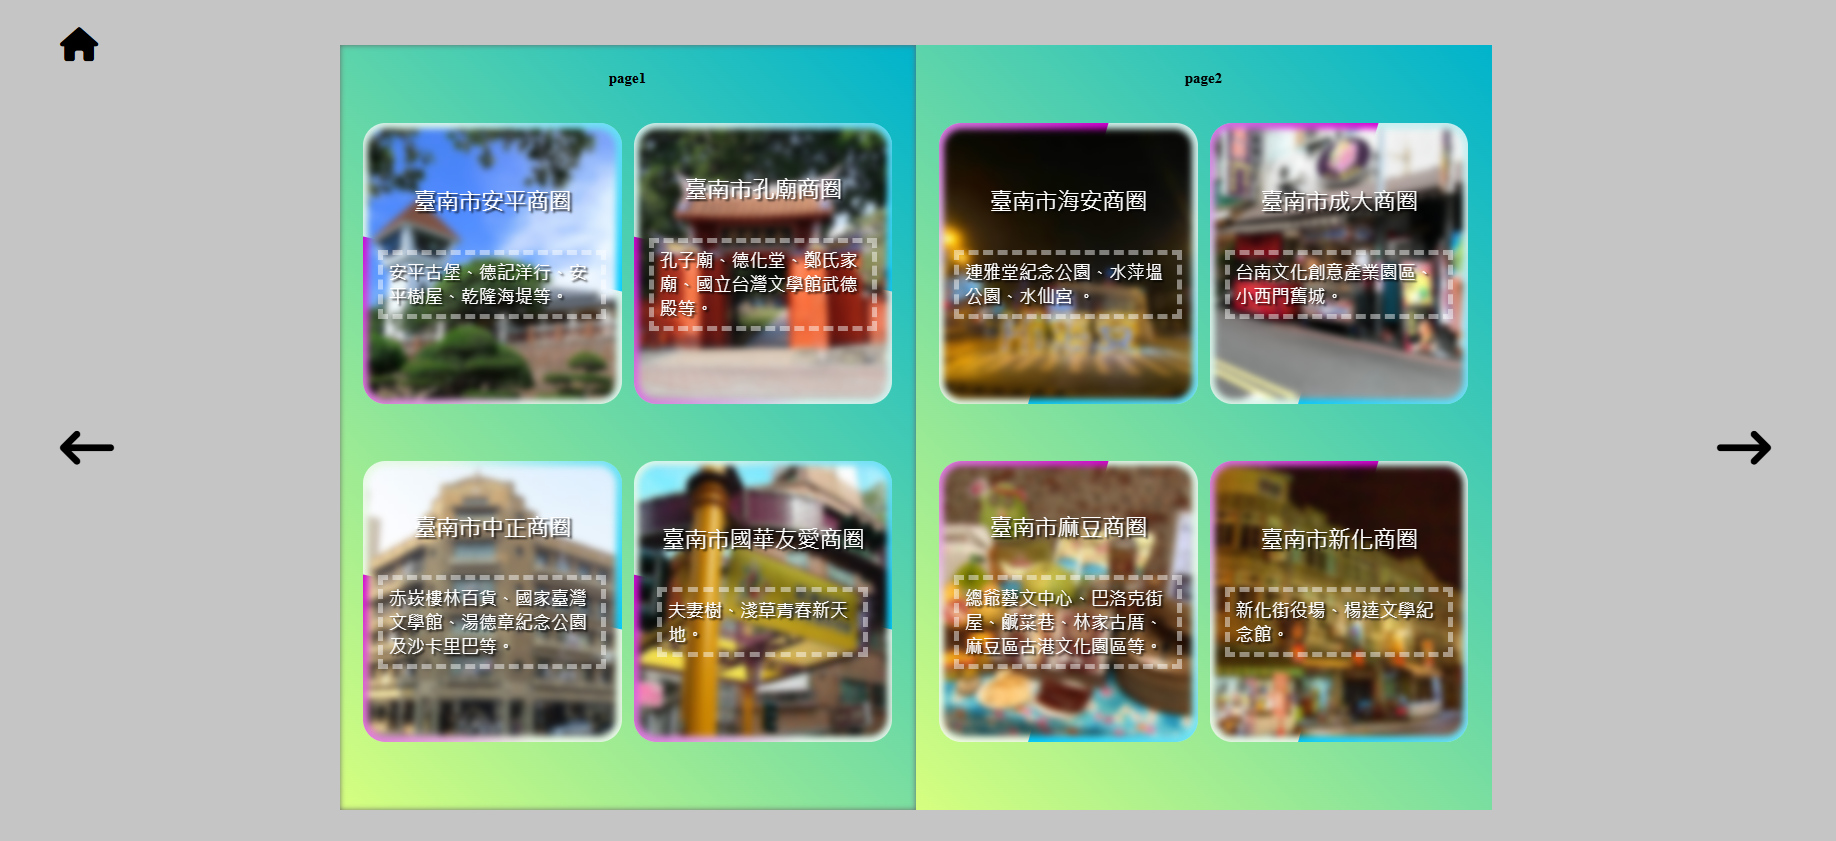 page1
臺南市安平商圈
安平古堡、德記洋行、安
平樹屋、乾隆海堤等。
臺南市孔廟商圈
孔子廟、德化堂、鄭氏家
廟、國立台灣文學館武德
殿等。
臺南市中正商圈
赤崁樓林百貨、國家臺灣
文學館、湯德章紀念公園
及沙卡里巴等。
臺南市國華友愛商圈
夫妻樹、淺草青春新天
地。
page2
臺南市海安商圈
連雅堂紀念公園、水萍塭
公園、水仙宮 。
臺南市成大商圈
台南文化創意產業園區、
小西門舊城。
臺南市麻豆商圈
總爺藝文中心、巴洛克街
屋、鹹菜巷、林家古厝、
麻豆區古港文化園區等。
臺南市新化商圈
新化街役場、楊逵文學紀
念館。